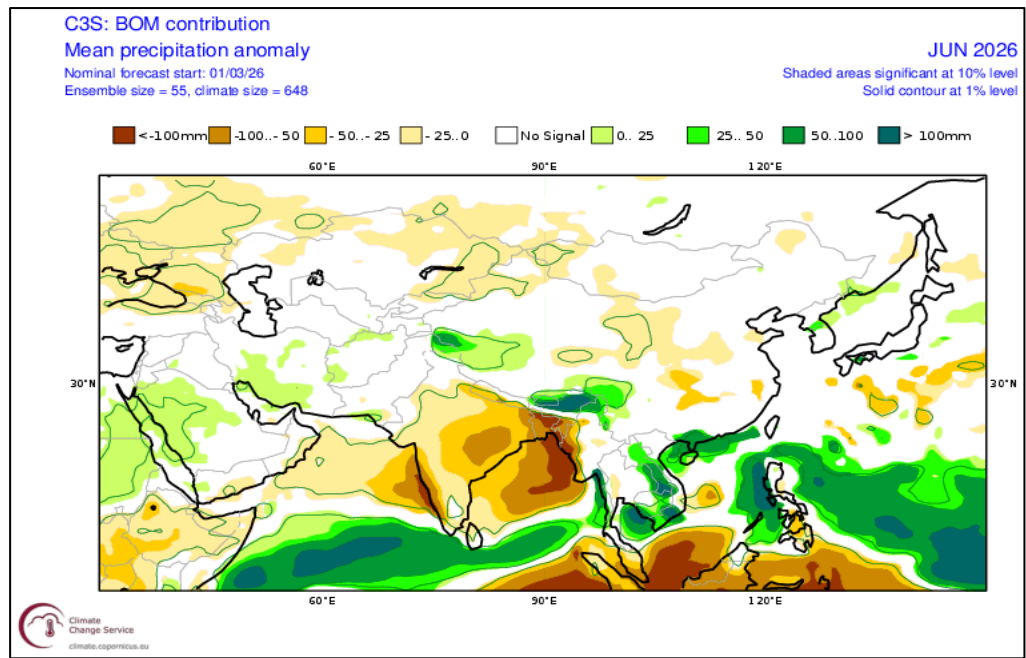 C3S: BOM contribution
Mean precipitation anomaly
JUN 2026
Nominal forecast start: 01/03/26
Shaded areas significant at 10% level
Ensemble size = 55, climate size = 648
Solid contour at 1% level
<-100mm -100..- 50 - 50..- 25 - 25..0 No Signal 0.. 25 25.. 50 50..100 > 100mm
60°E 90°E 120°E
30°N 30°N
60°E 90°E 120°E
Climate
Change Service
climate.copernicus.eu